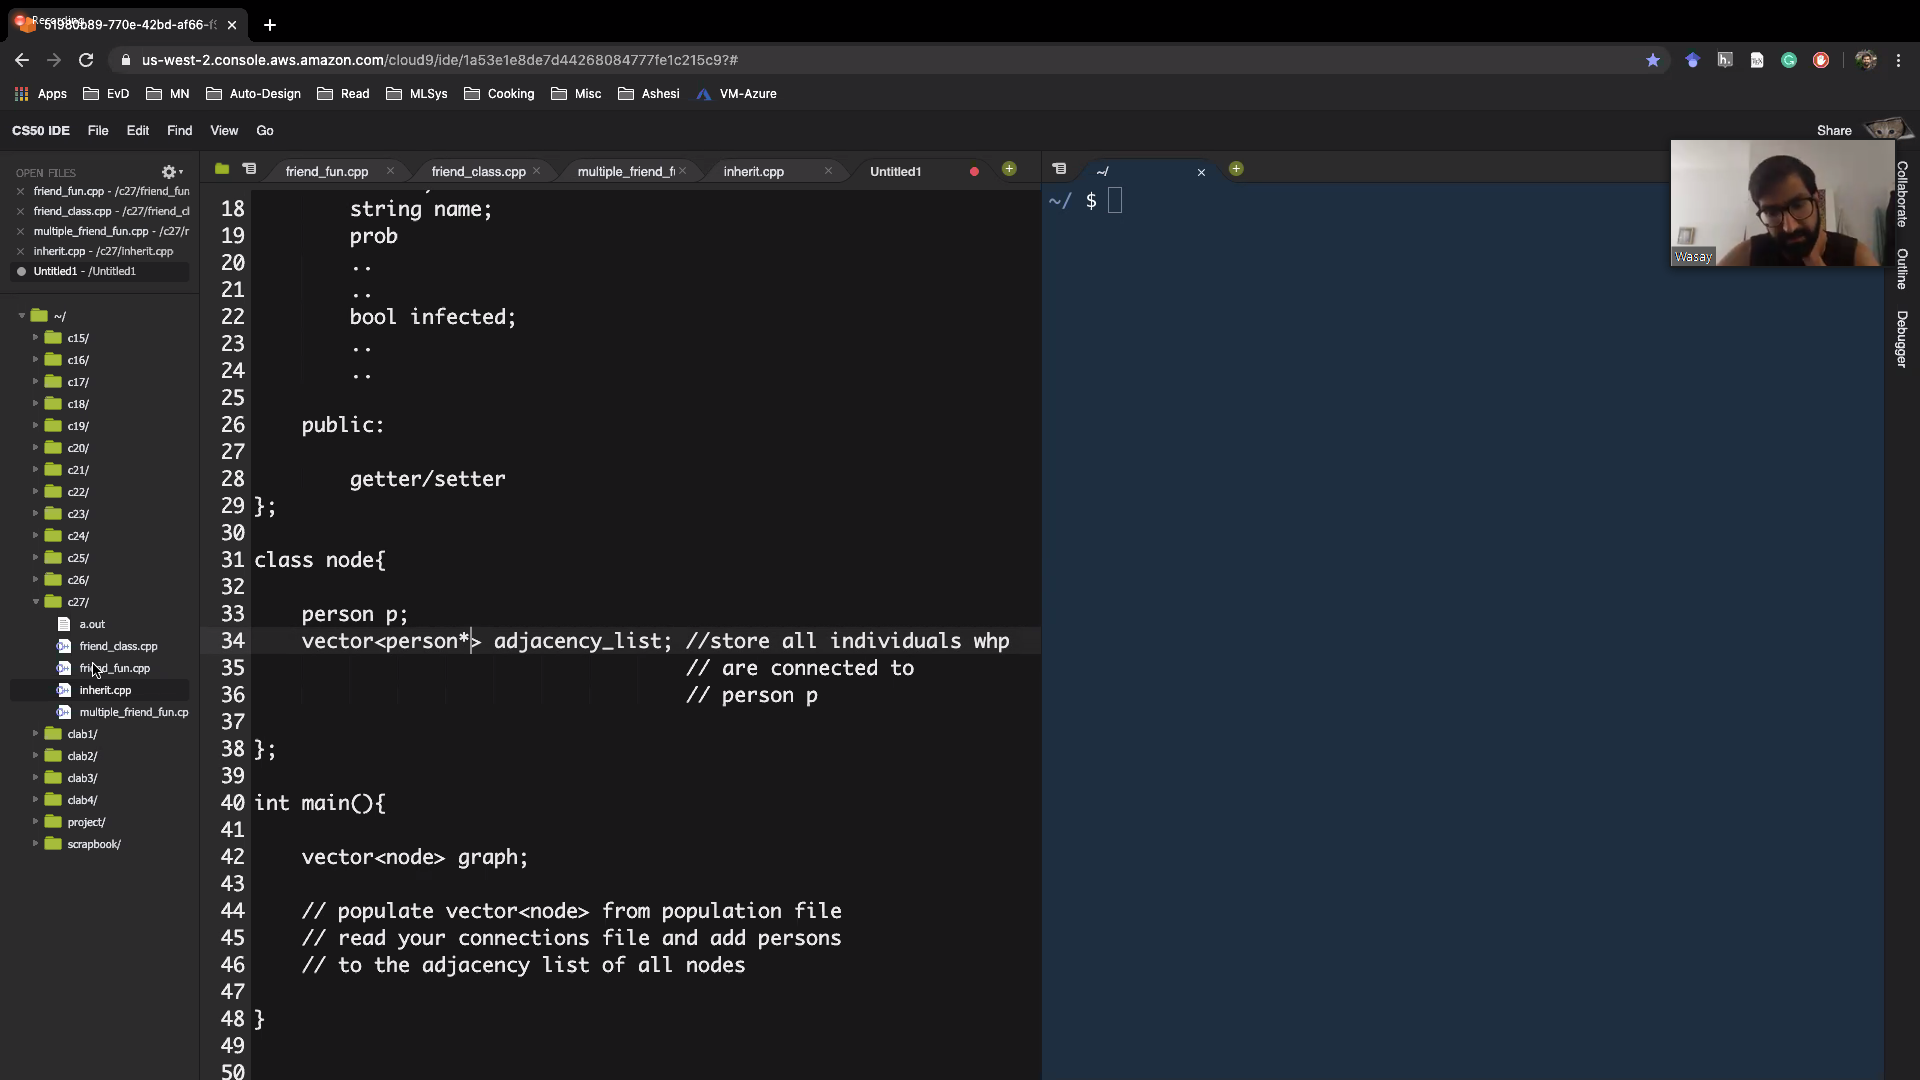 Recording
51980b89-770e-42bd-af66-f
us-west-2.console.aws.amazon.com/cloud9/ide/1a53e1e8de7d44268084777fe1c215c9?#
Apps EvD MN Auto-Design Read MLSys Cooking Misc Ashesi VM-Azure
CS50 IDE File Edit Find View Go Share
OPEN FILES
friend_fun.cpp - /c27/friend_fun
friend_class.cpp - /c27/friend_cl
multiple_friend_fun.cpp - /c27/r
inherit.cpp - /c27/inherit.cpp
Untitled1 - /Untitled1
~/
c15/
c16/
c17/
c18/
c19/
c20/
c21/
c22/
c23/
c24/
c25/
c26/
c27/
a.out
friend_class.cpp
friend_fun.cpp
inherit.cpp
multiple_friend_fun.cp
clab1/
clab2/
clab3/
clab4/
project/
scrapbook/
friend_fun.cpp friend_class.cpp multiple_friend_f inherit.cpp Untitled1
18 string name;
19 prob
20 ..
21 ..
22 bool infected;
23 ..
24 ..
25
26 public:
27
28 getter/setter
29 };
30
31 class node{
32
33 person p;
34 vector<person*> adjacency_list; //store all individuals whp
35 // are connected to
36 // person p
37
38 };
39
40 int main(){
41
42 vector<node> graph;
43
44 // populate vector<node> from population file
45 // read your connections file and add persons
46 // to the adjacency list of all nodes
47
48 }
49
50
~/
~/ $
Wasay
Collaborate
Outline
Debugger